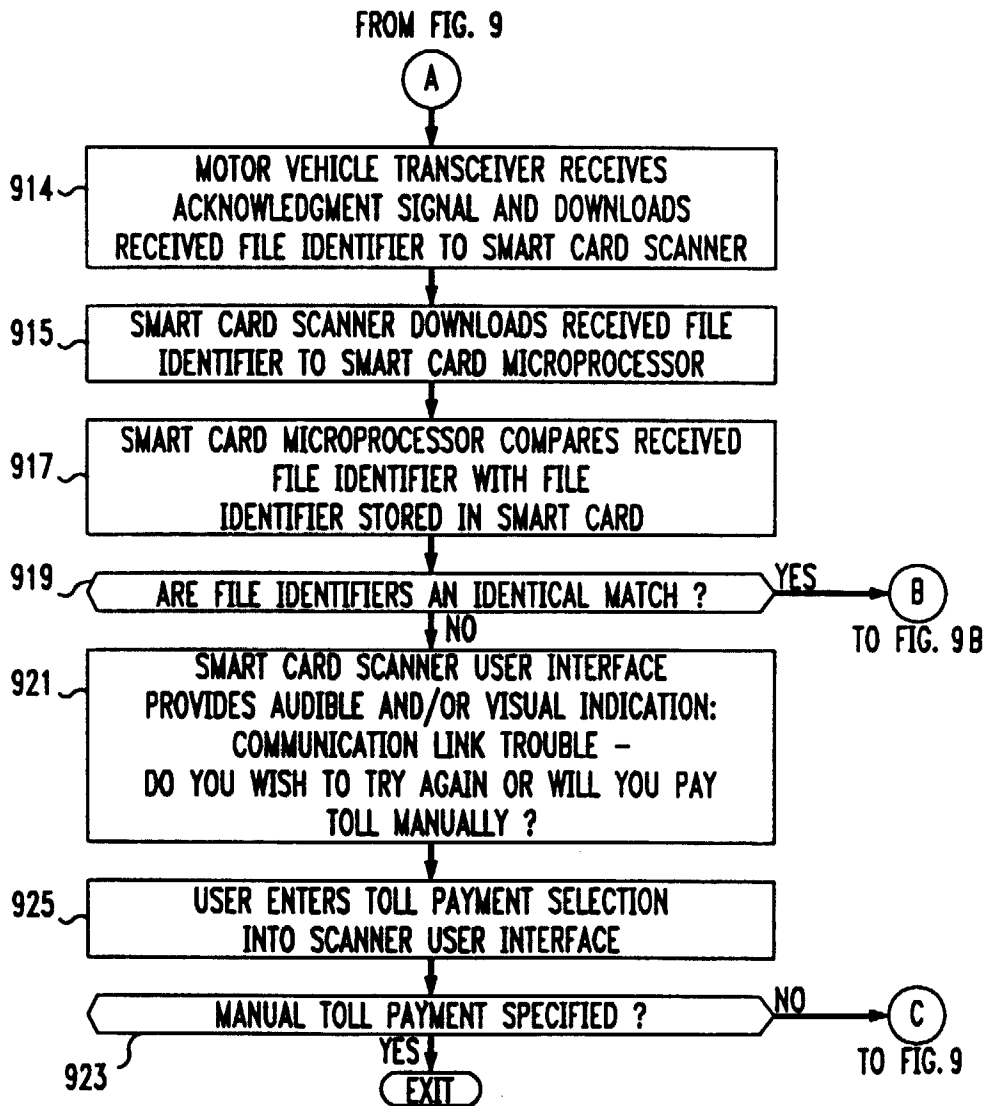 FROM FIG. 9
A
914
MOTOR VEHICLE TRANSCEIVER RECEIVES
ACKNOWLEDGMENT SIGNAL AND DOWNLOADS
RECEIVED FILE IDENTIFIER TO SMART CARD SCANNER
915
SMART CARD SCANNER DOWNLOADS RECEIVED FILE
IDENTIFIER TO SMART CARD MICROPROCESSOR
917
SMART CARD MICROPROCESSOR COMPARES RECEIVED
FILE IDENTIFIER WITH FILE
IDENTIFIER STORED IN SMART CARD
919
ARE FILE IDENTIFIERS AN IDENTICAL MATCH ?
YES
B
TO FIG. 9B
NO
921
SMART CARD SCANNER USER INTERFACE
PROVIDES AUDIBLE AND/OR VISUAL INDICATION:
COMMUNICATION LINK TROUBLE –
DO YOU WISH TO TRY AGAIN OR WILL YOU PAY
TOLL MANUALLY ?
925
USER ENTERS TOLL PAYMENT SELECTION
INTO SCANNER USER INTERFACE
MANUAL TOLL PAYMENT SPECIFIED ?
NO
C
TO FIG. 9
923
YES
EXIT